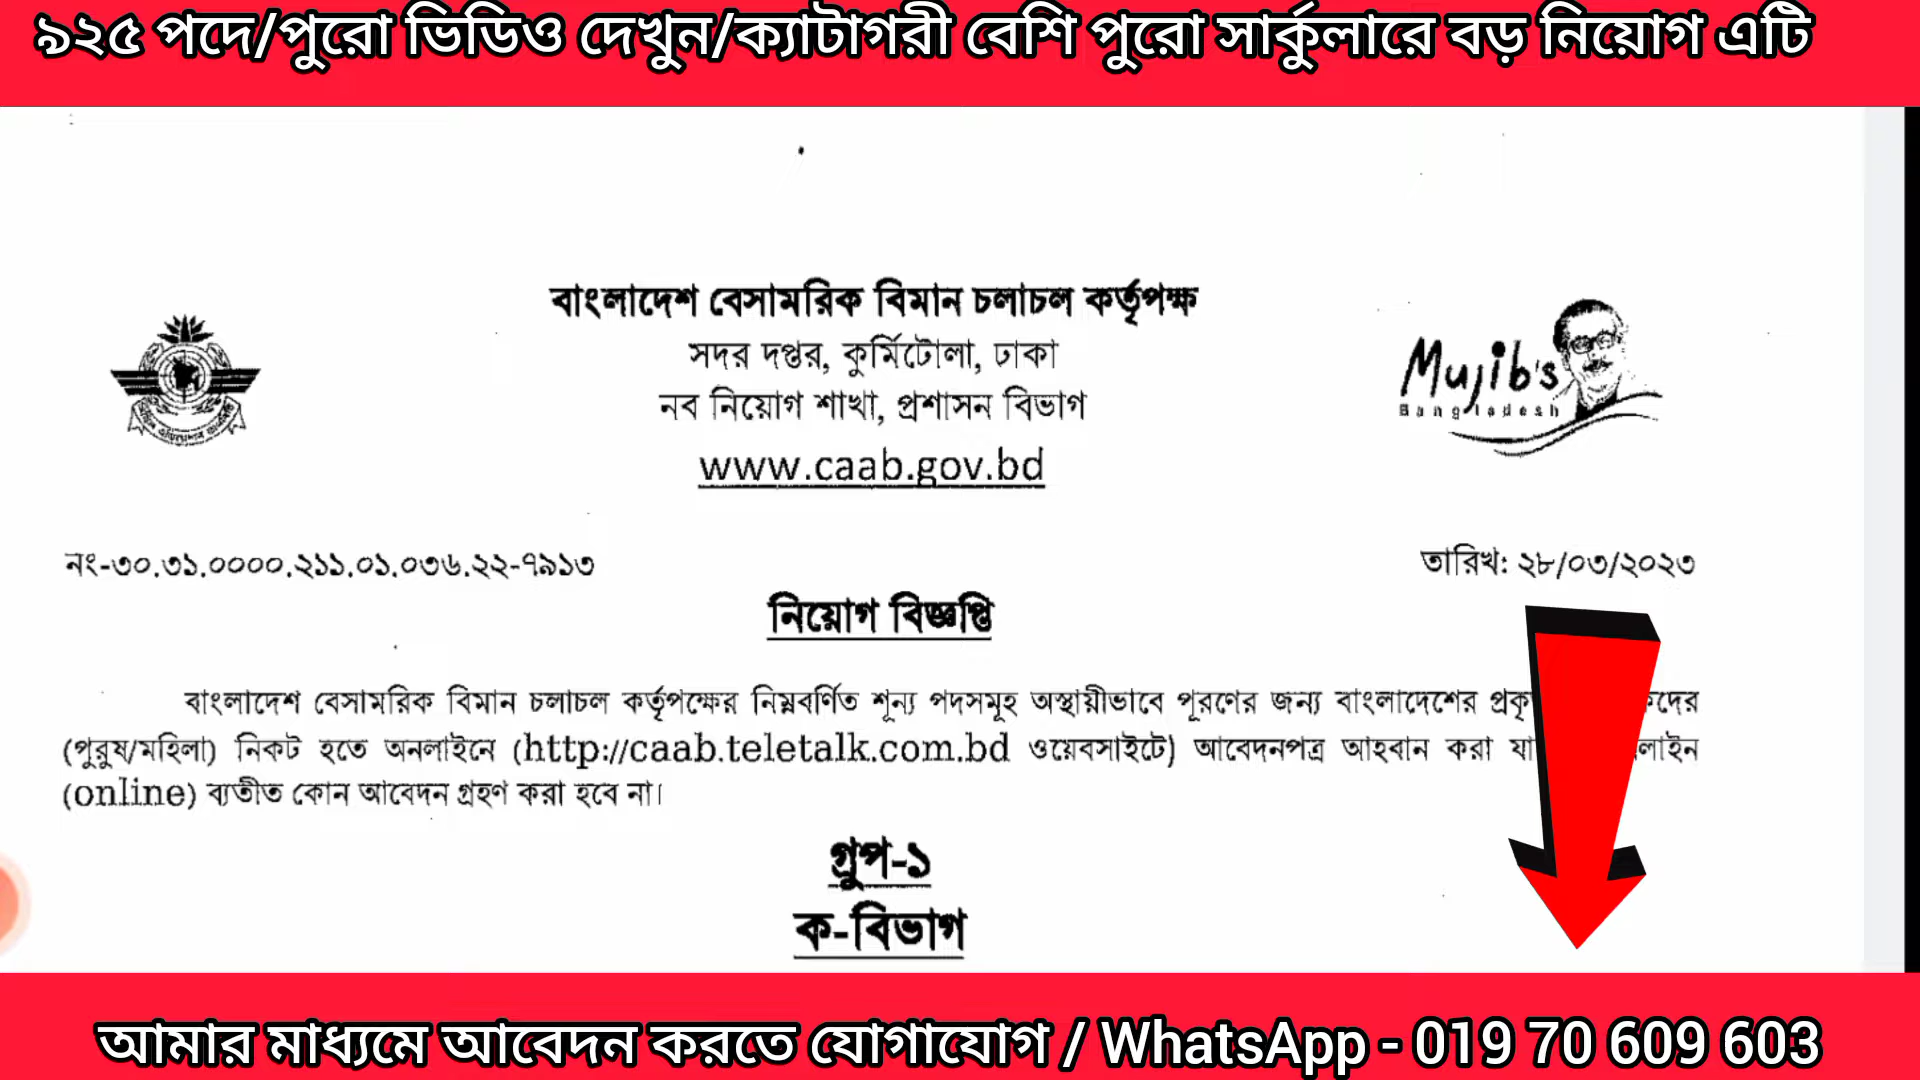 ৯২৫ পদে/পুরো ভিডিও দেখুন/ক্যাটাগরী বেশি পুরো সার্কুলারে বড় নিয়োগ এটি
বাংলাদেশ বেসামরিক বিমান চলাচল কর্তৃপক্ষ
সদর দপ্তর, কুর্মিটোলা, ঢাকা
নব নিয়োগ শাখা, প্রশাসন বিভাগ
www.caab.gov.bd
Mujib's
Bangladesh
নং-৩০.৩১.০০০০.২১১.০১.০৩৬.২২-৭৯১৩
তারিখ: ২৮/০৩/২০২৩
নিয়োগ বিজ্ঞপ্তি
বাংলাদেশ বেসামরিক বিমান চলাচল কর্তৃপক্ষের নিম্নবর্ণিত শূন্য পদসমূহ অস্থায়ীভাবে পূরণের জন্য বাংলাদেশের
(পুরুষ/মহিলা) নিকট হতে অনলাইনে (http://caab.teletalk.com.bd ওয়েবসাইটে) আবেদনপত্র আহবান করা
(online) ব্যতীত কোন আবেদন গ্রহণ করা হবে না।
গ্রুপ-১
ক-বিভাগ
আমার মাধ্যমে আবেদন করতে যোগাযোগ / WhatsApp - 019 70 609 603